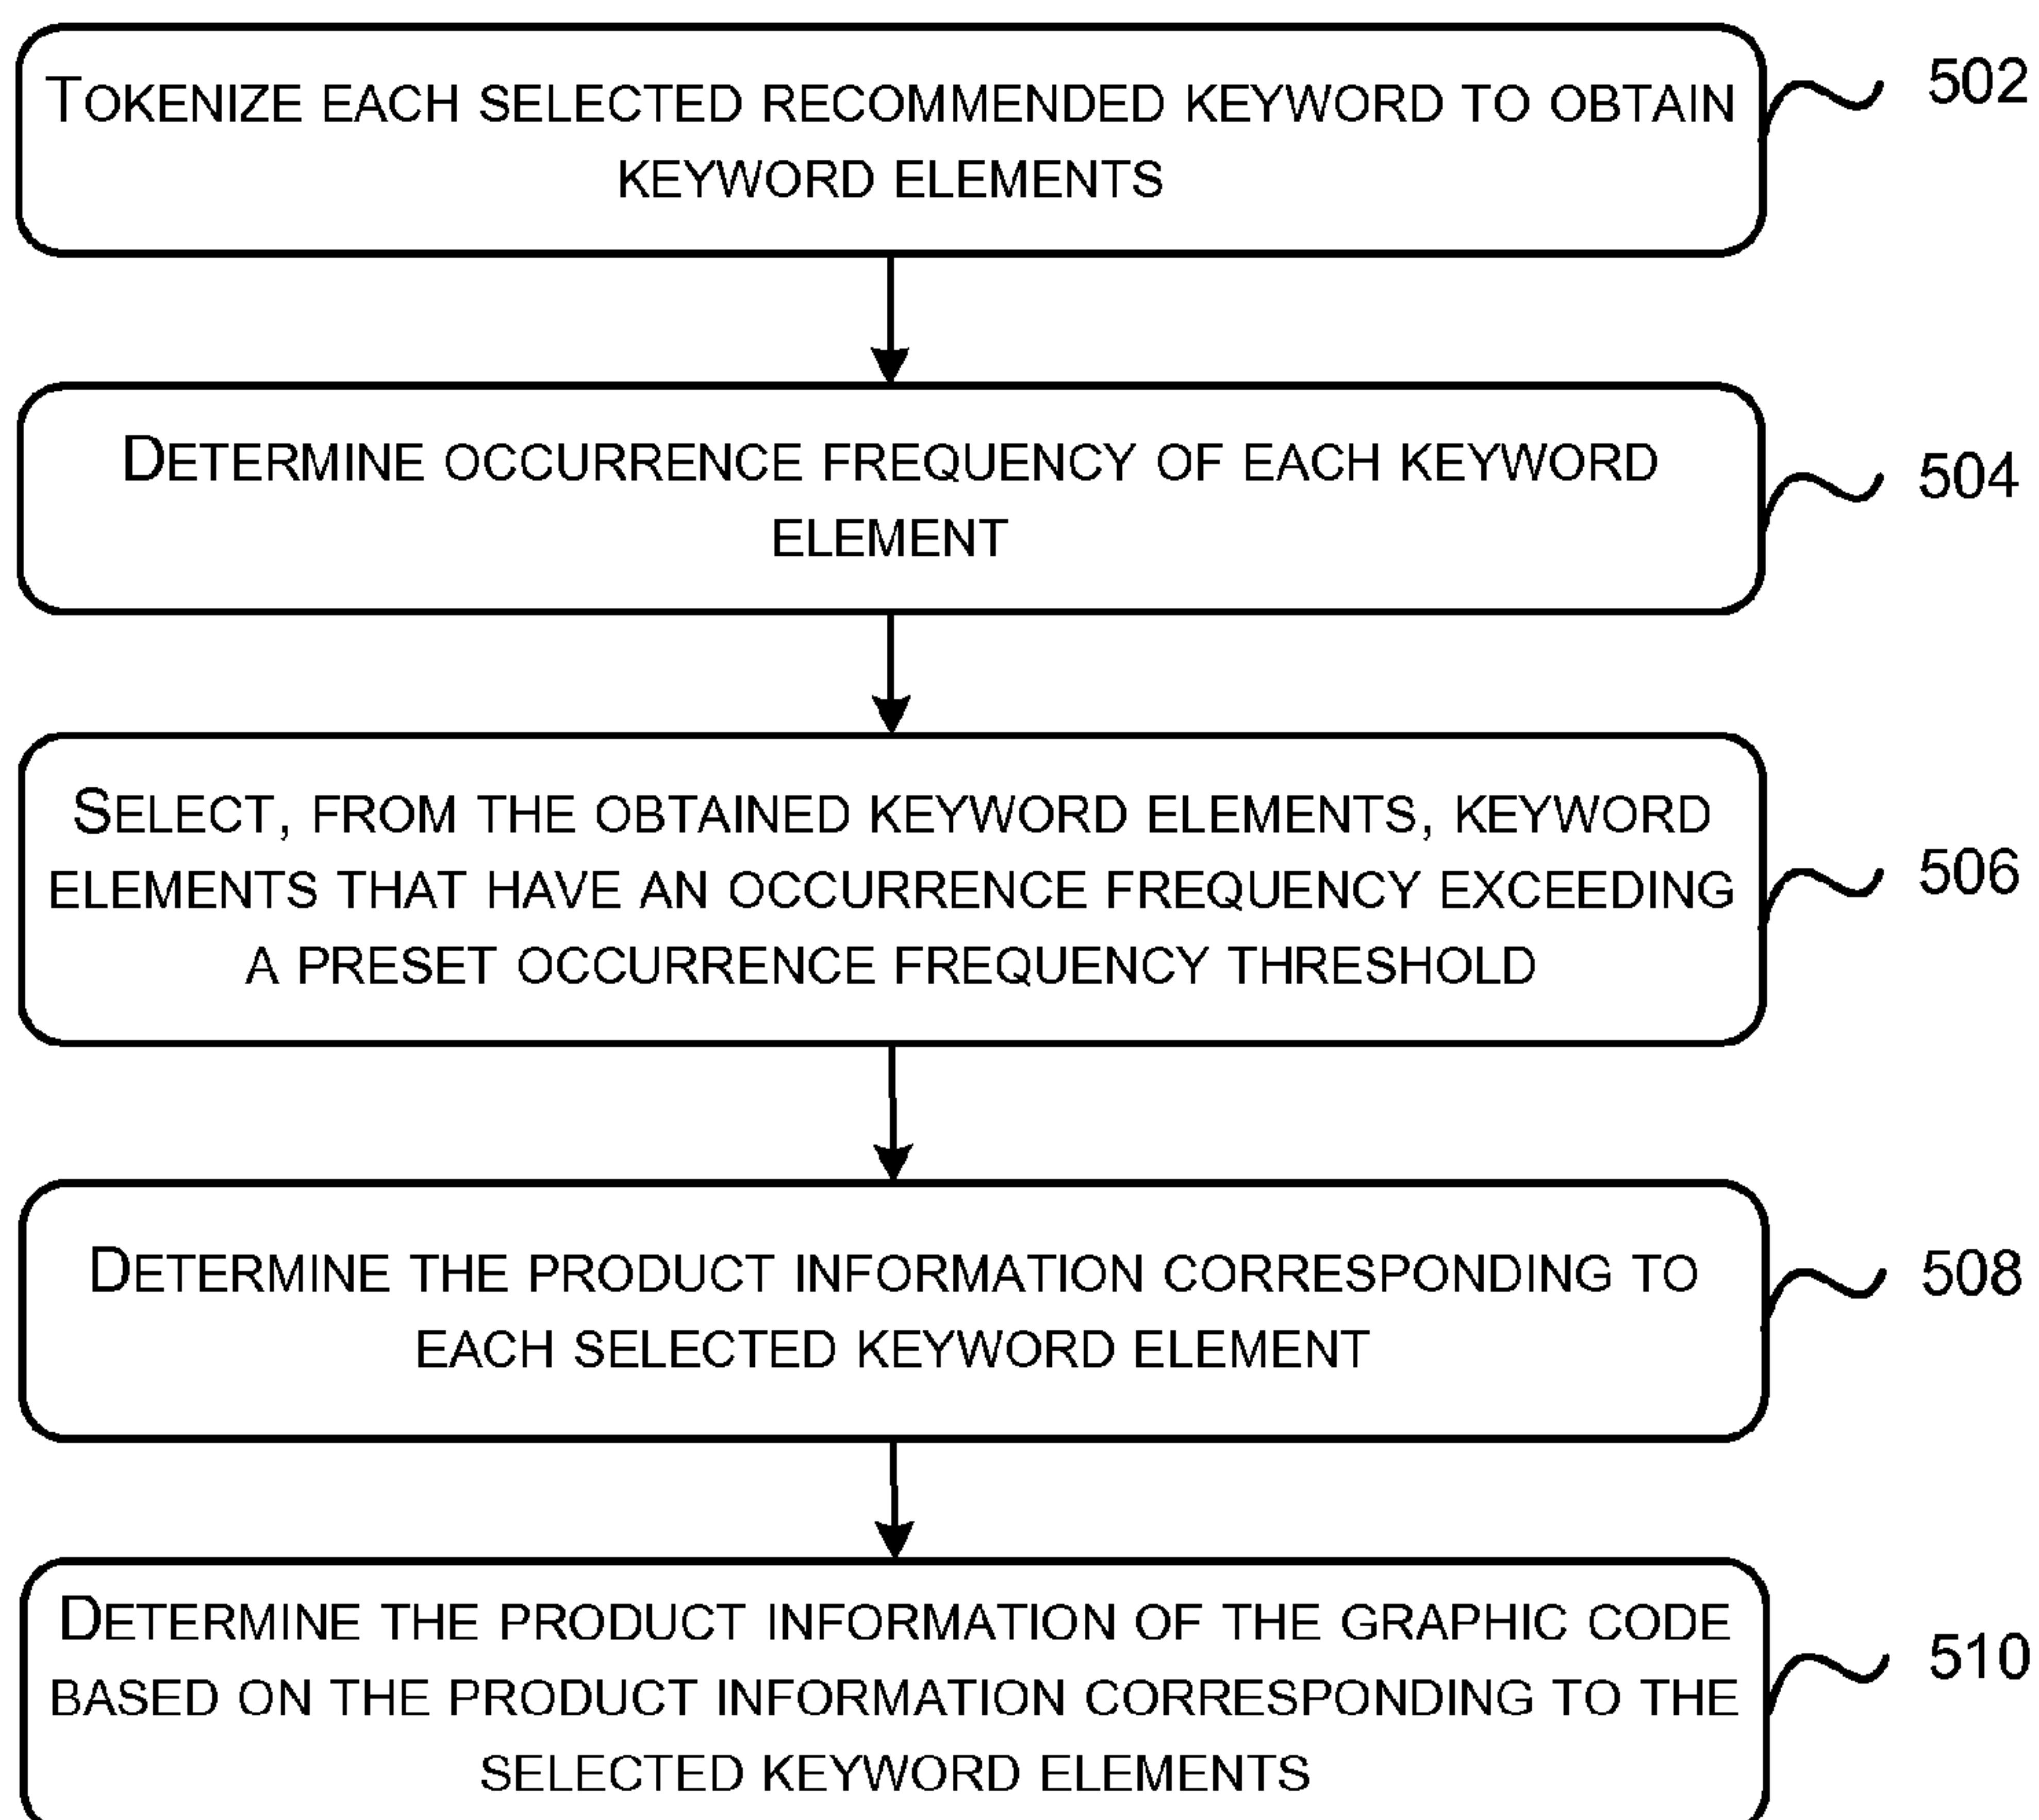 TOKENIZE EACH SELECTED RECOMMENDED KEYWORD TO OBTAIN
KEYWORD ELEMENTS
502
DETERMINE OCCURRENCE FREQUENCY OF EACH KEYWORD
ELEMENT
504
SELECT, FROM THE OBTAINED KEYWORD ELEMENTS, KEYWORD
ELEMENTS THAT HAVE AN OCCURRENCE FREQUENCY EXCEEDING
A PRESET OCCURRENCE FREQUENCY THRESHOLD
506
DETERMINE THE PRODUCT INFORMATION CORRESPONDING TO
EACH SELECTED KEYWORD ELEMENT
508
DETERMINE THE PRODUCT INFORMATION OF THE GRAPHIC CODE
BASED ON THE PRODUCT INFORMATION CORRESPONDING TO THE
SELECTED KEYWORD ELEMENTS
510